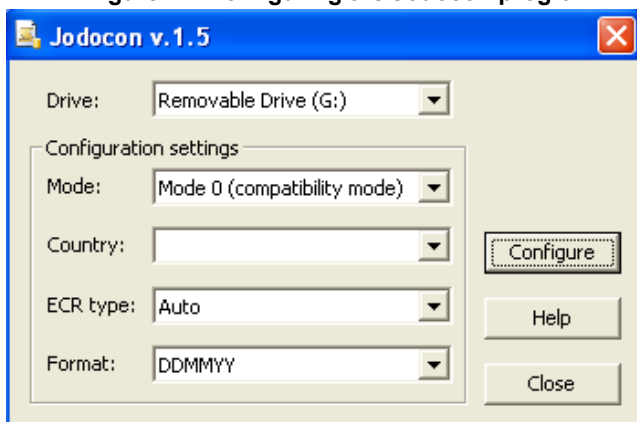 Jodocon v.1.5
Drive: Removable Drive (G:)
Configuration settings
Mode: Mode 0 (compatibility mode)
Country:
Configure
ECR type: Auto
Help
Format: DDMMYY
Close